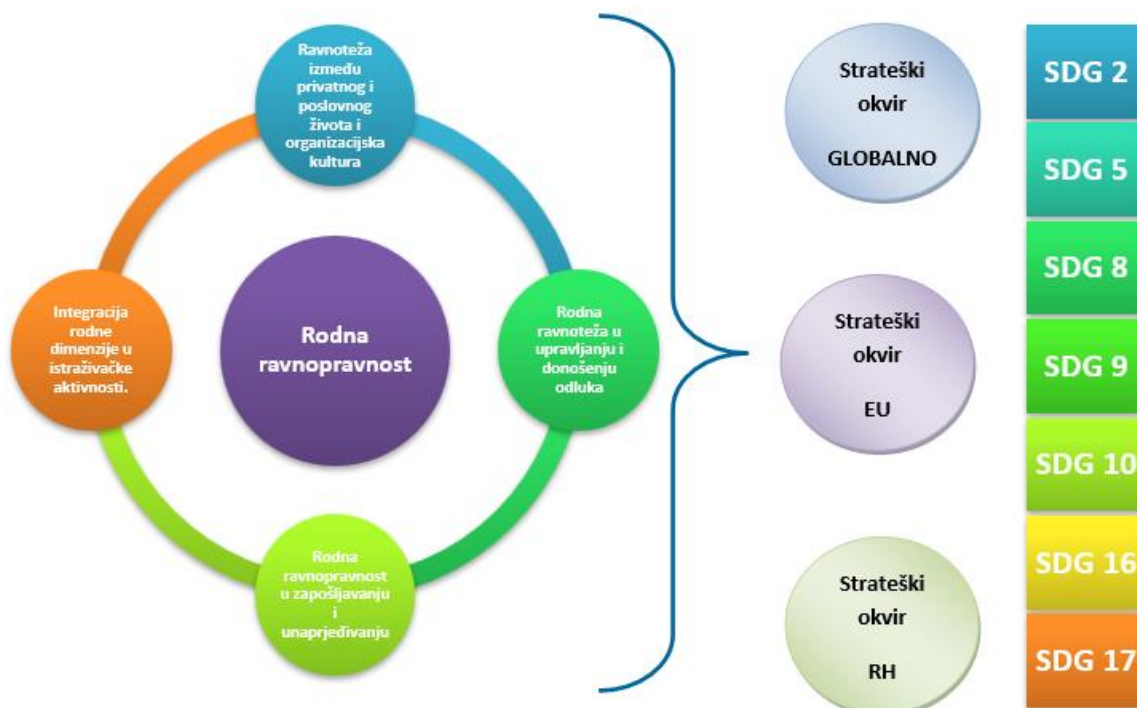 Ravnoteža
između
privatnog i
poslovnog
života i
organizacijska
kultura
Integracija
rodne
dimenzije u
istraživačke
aktivnosti.
Rodna
ravnopravnost
Rodna
ravnoteža u
upravljanju i
donošenju
odluka
Rodna
ravnopravnost
u zapošljavanju
i
unaprjeđivanju
Strateški
okvir
GLOBALNO
Strateški
okvir
EU
Strateški
okvir
RH
SDG 2
SDG 5
SDG 8
SDG 9
SDG 10
SDG 16
SDG 17